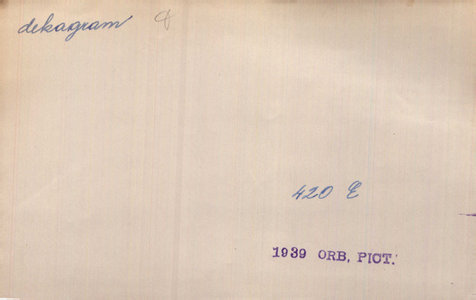 dekagram
420 E
1939 ORB. PICT.